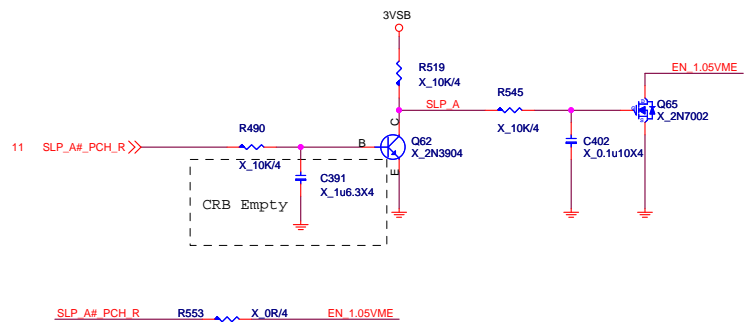 3VSB
R519
X_10K/4
EN_1.05VME
R545
SLP_A
X_10K/4
Q65
X_2N7002
C
11 SLP_A#_PCH_R
R490
X_10K/4
B
Q62
X_2N3904
E
C402
X_0.1u10X4
C391
X_1u6.3X4
CRB Empty
SLP_A#_PCH_R
R553
X_0R/4
EN_1.05VME